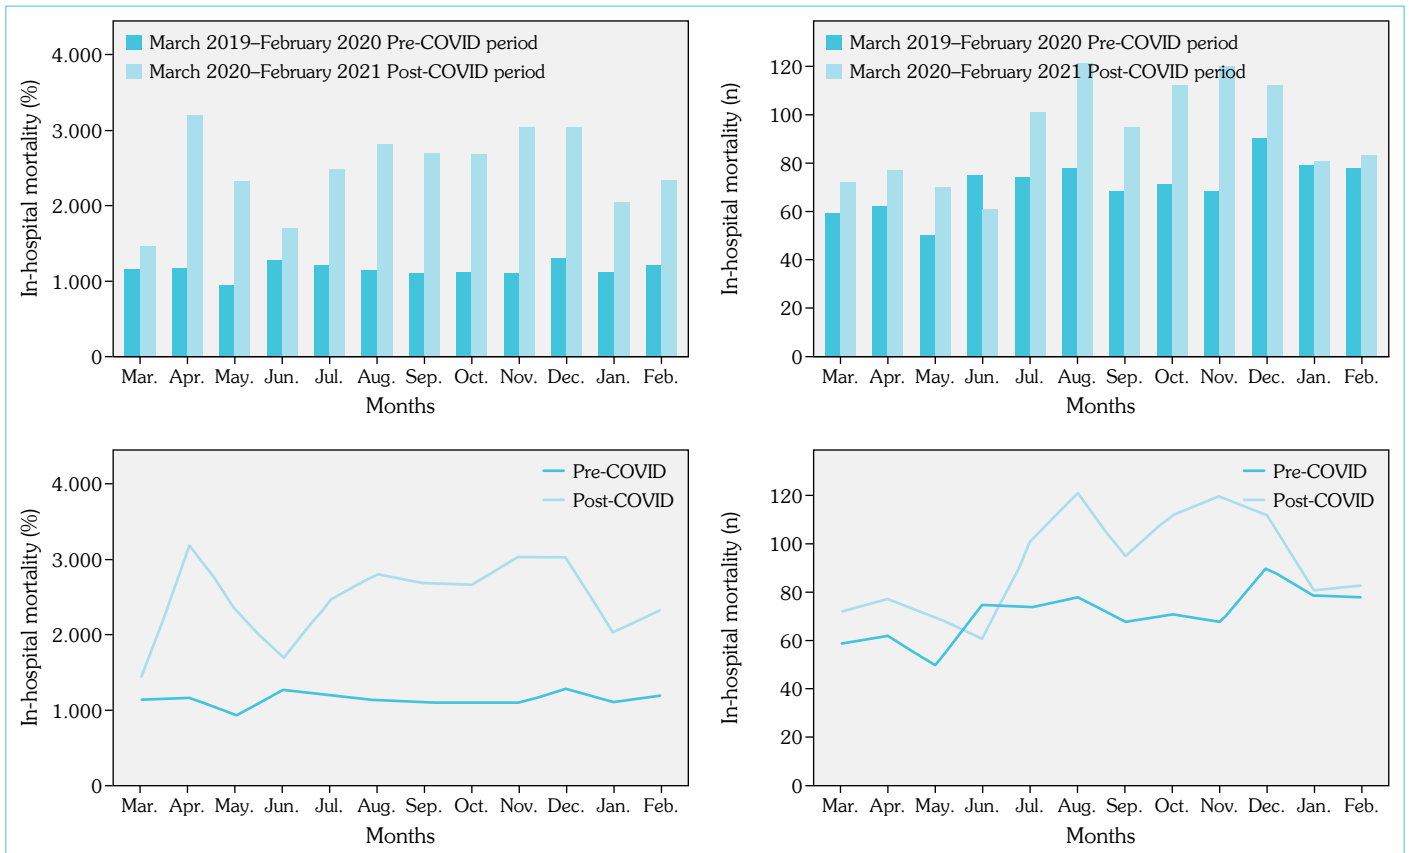 March 2019–February 2020 Pre-COVID period
March 2020–February 2021 Post-COVID period
In-hospital mortality (%)
4.000
3.000
2.000
1.000
0
Mar. Apr. May. Jun. Jul. Aug. Sep. Oct. Nov. Dec. Jan. Feb.
Months
March 2019–February 2020 Pre-COVID period
March 2020–February 2021 Post-COVID period
In-hospital mortality (n)
120
100
80
60
40
20
0
Mar. Apr. May. Jun. Jul. Aug. Sep. Oct. Nov. Dec. Jan. Feb.
Months
Pre-COVID
Post-COVID
In-hospital mortality (%)
4.000
3.000
2.000
1.000
0
Mar. Apr. May. Jun. Jul. Aug. Sep. Oct. Nov. Dec. Jan. Feb.
Months
Pre-COVID
Post-COVID
In-hospital mortality (n)
120
100
80
60
40
20
0
Mar. Apr. May. Jun. Jul. Aug. Sep. Oct. Nov. Dec. Jan. Feb.
Months